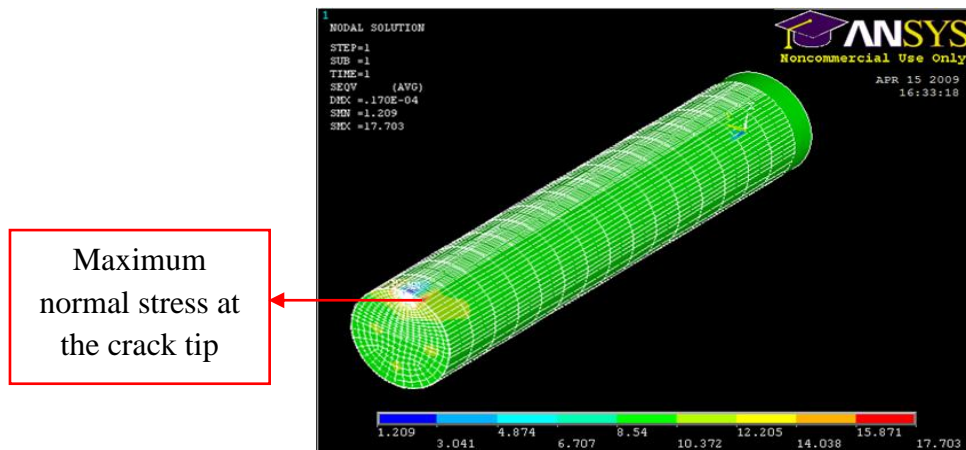 1
NODAL SOLUTION
STEP=1
SUB =1
TIME=1
SEQV (AVG)
DMX =.170E-04
SMN =1.209
SMX =17.703
ANSYS
Noncommercial Use Only
APR 15 2009
16:33:18
Maximum
normal stress at
the crack tip
1.209 4.874 8.54 12.205 15.871
3.041 6.707 10.372 14.038 17.703